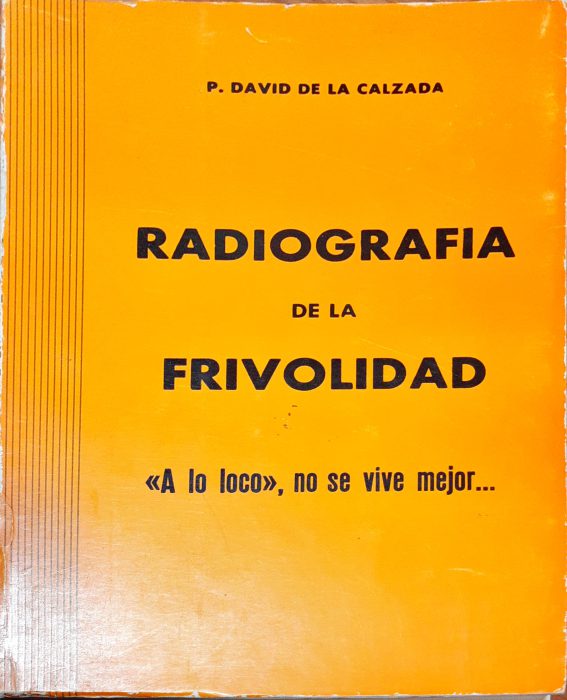 P. DAVID DE LA CALZADA
RADIOGRAFIA
DE LA
FRIVOLIDAD
«A lo loco», no se vive mejor...